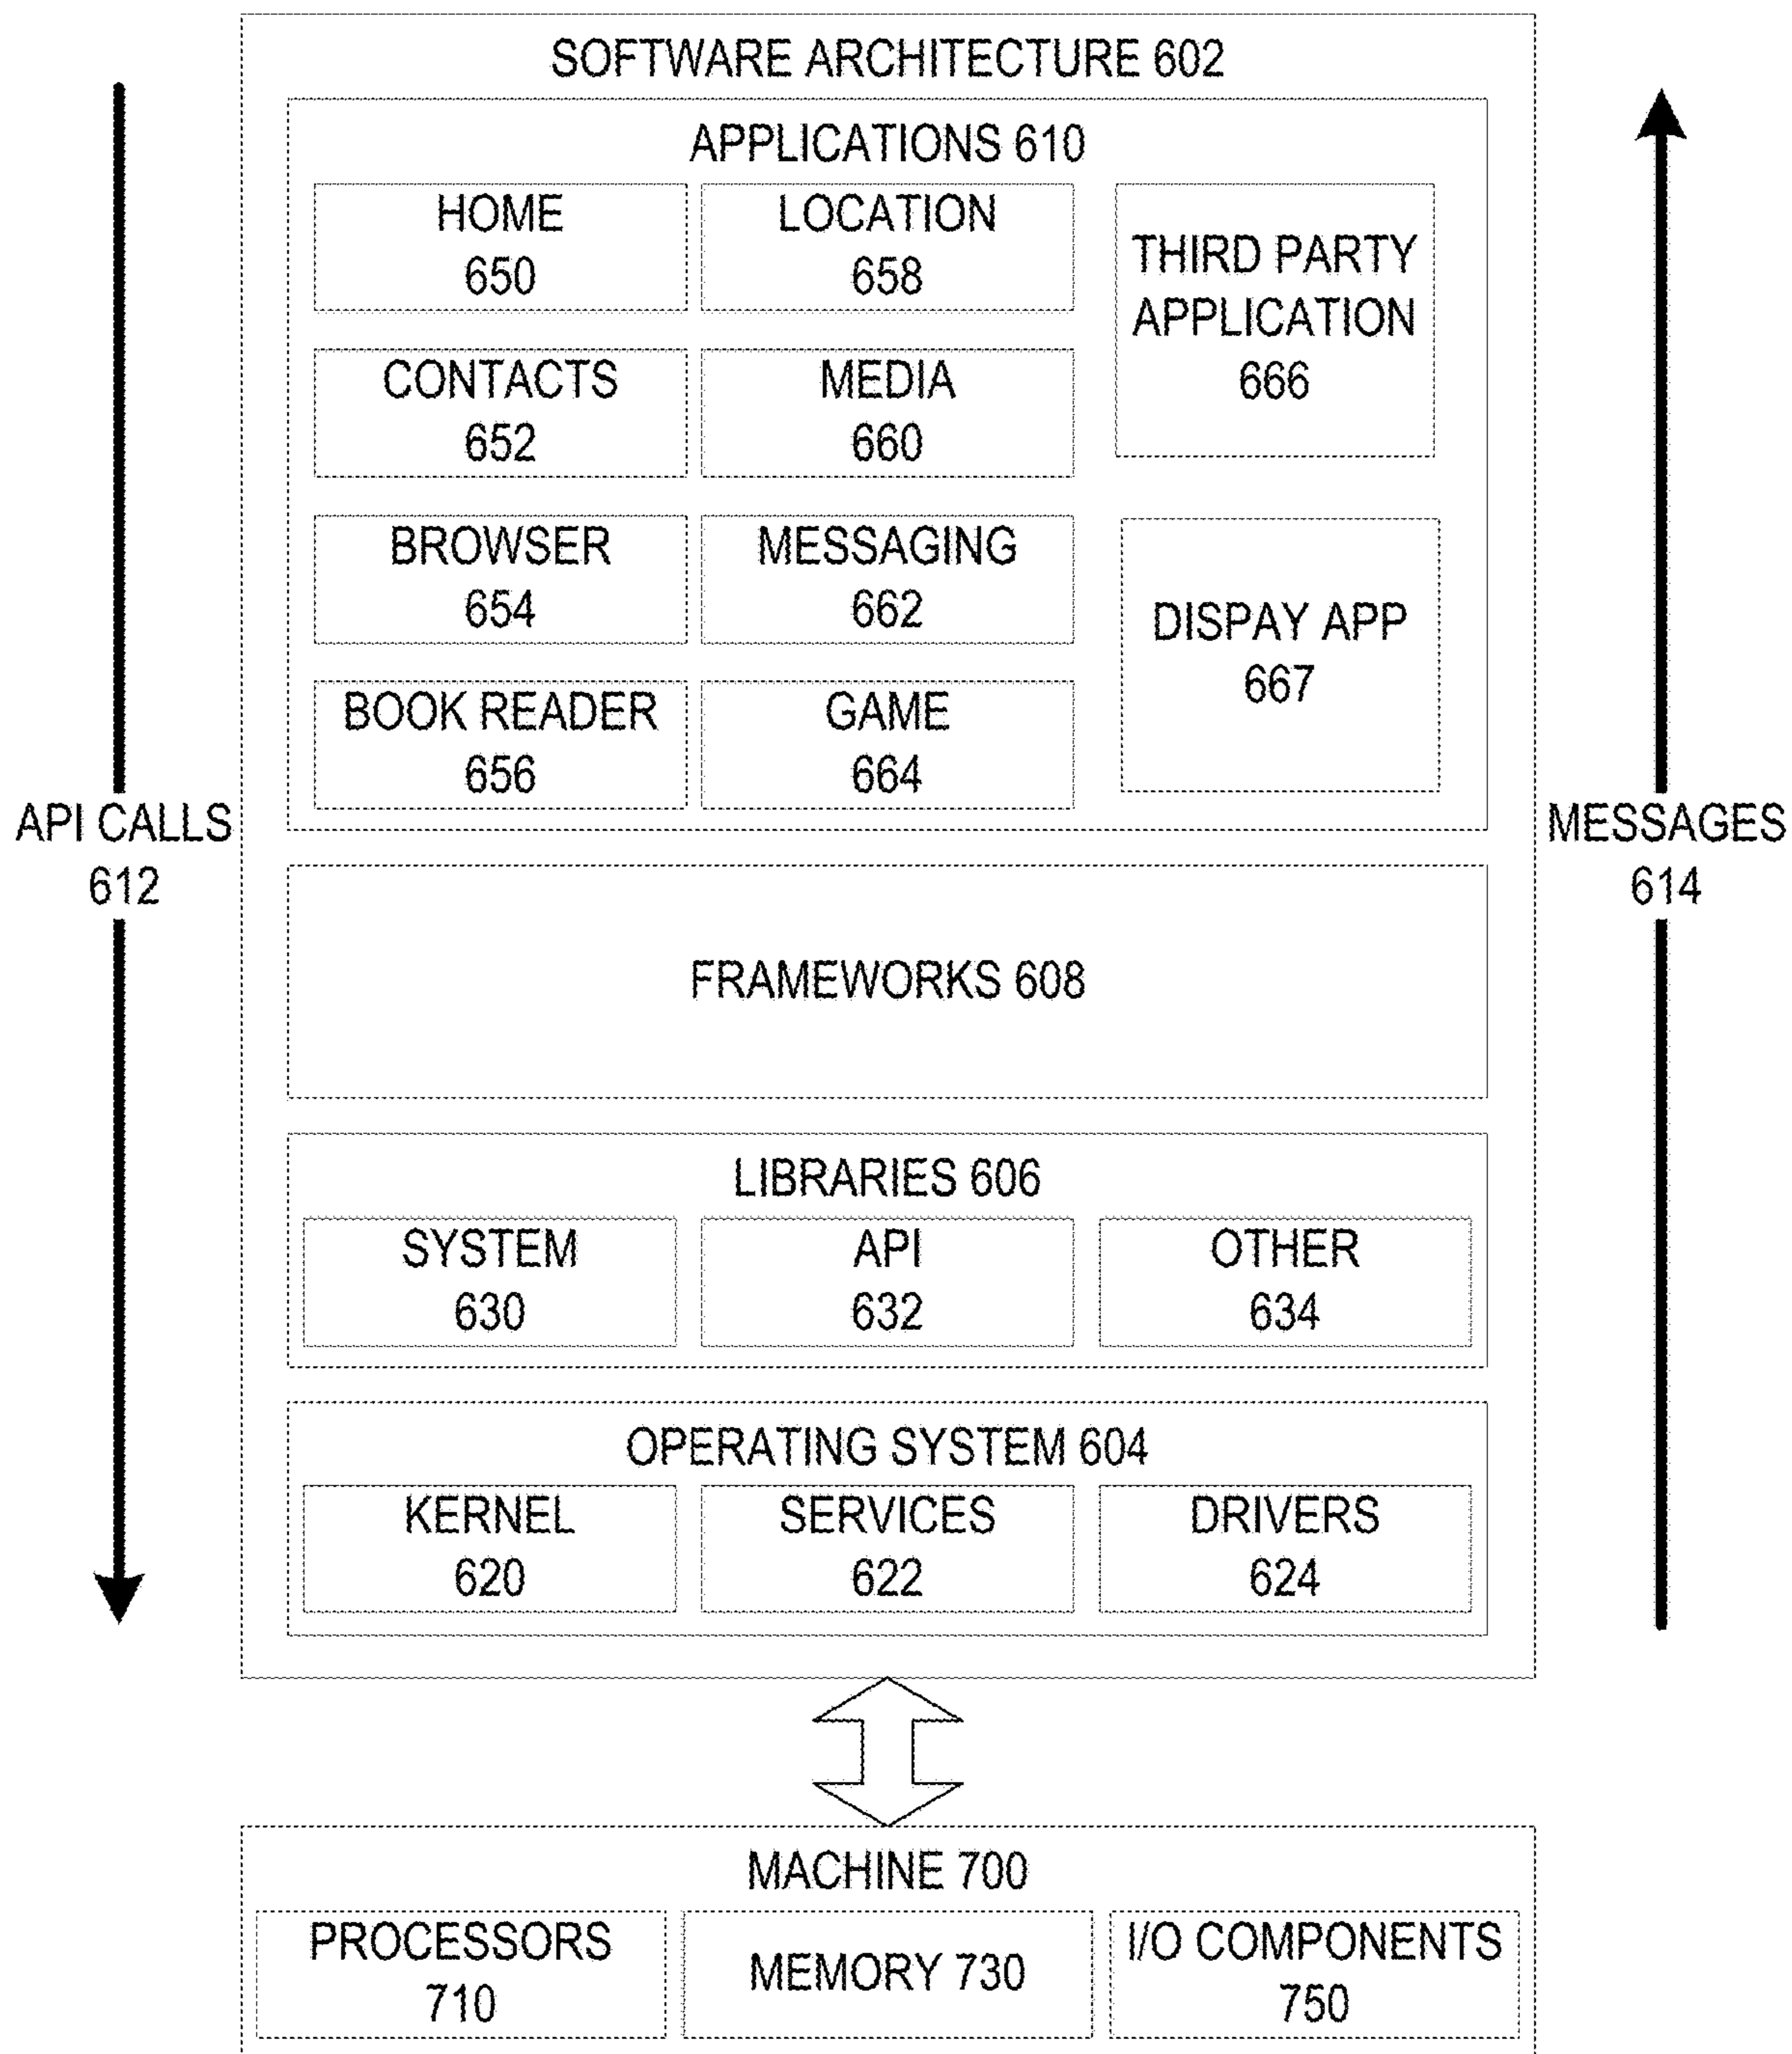 SOFTWARE ARCHITECTURE 602
APPLICATIONS 610
HOME
650
LOCATION
658
THIRD PARTY
APPLICATION
666
CONTACTS
652
MEDIA
660
BROWSER
654
MESSAGING
662
DISPAY APP
667
BOOK READER
656
GAME
664
API CALLS
612
MESSAGES
614
FRAMEWORKS 608
LIBRARIES 606
SYSTEM
630
API
632
OTHER
634
OPERATING SYSTEM 604
KERNEL
620
SERVICES
622
DRIVERS
624
MACHINE 700
PROCESSORS
710
MEMORY 730
I/O COMPONENTS
750